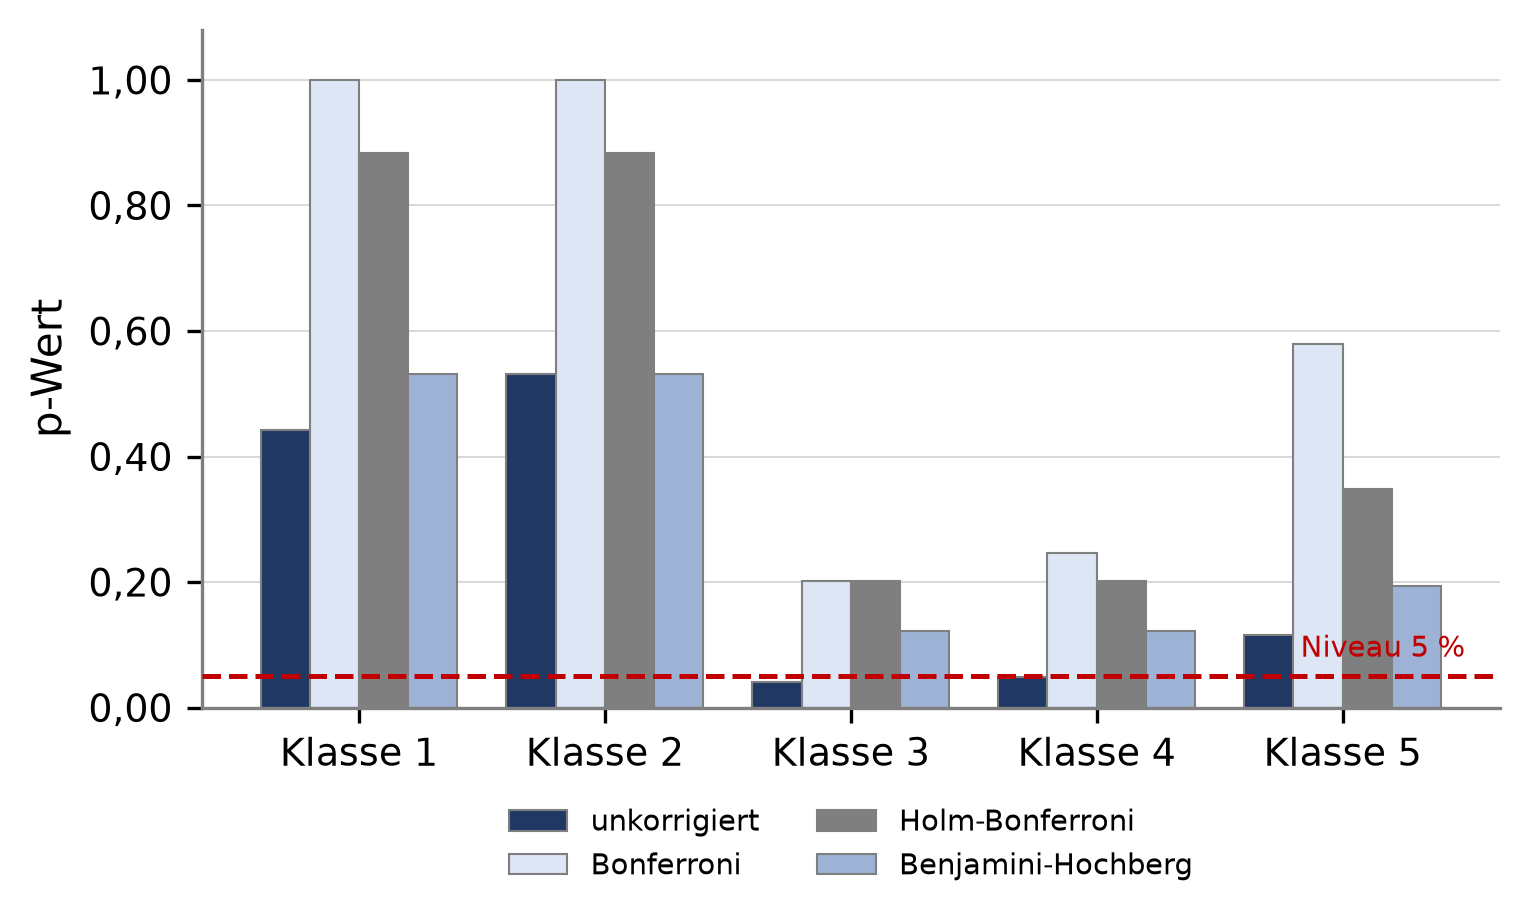 1,00
0,80
0,60
0,40
0,20
0,00
p-Wert
Niveau 5 %
Klasse 1
Klasse 2
Klasse 3
Klasse 4
Klasse 5
unkorrigiert
Bonferroni
Holm-Bonferroni
Benjamini-Hochberg